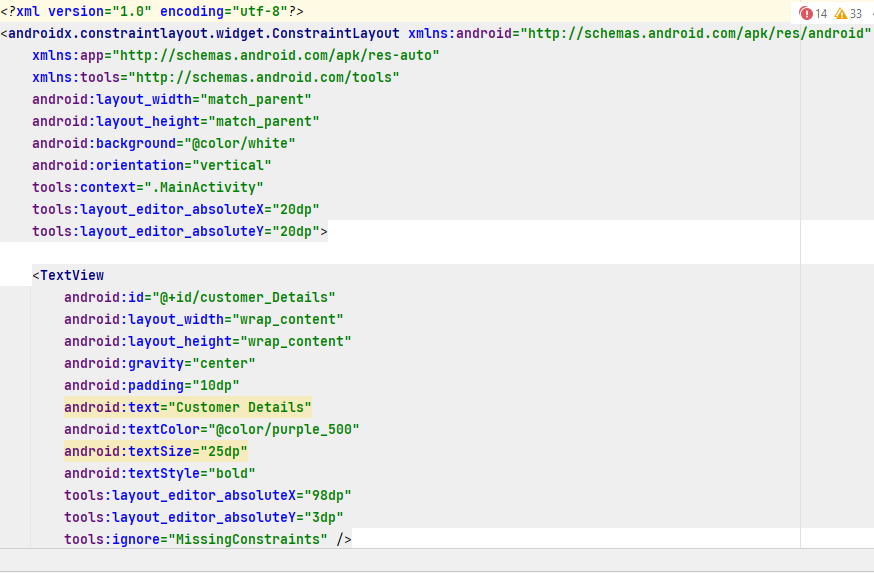 <?xml version="1.0" encoding="utf-8"?>
14 33
<androidx.constraintlayout.widget.ConstraintLayout xmlns:android="http://schemas.android.com/apk/res/android"
    xmlns:app="http://schemas.android.com/apk/res-auto"
    xmlns:tools="http://schemas.android.com/tools"
    android:layout_width="match_parent"
    android:layout_height="match_parent"
    android:background="@color/white"
    android:orientation="vertical"
    tools:context=".MainActivity"
    tools:layout_editor_absoluteX="20dp"
    tools:layout_editor_absoluteY="20dp">
    <TextView
        android:id="@+id/customer_Details"
        android:layout_width="wrap_content"
        android:layout_height="wrap_content"
        android:gravity="center"
        android:padding="10dp"
        android:text="Customer Details"
        android:textColor="@color/purple_500"
        android:textSize="25dp"
        android:textStyle="bold"
        tools:layout_editor_absoluteX="98dp"
        tools:layout_editor_absoluteY="3dp"
        tools:ignore="MissingConstraints" />